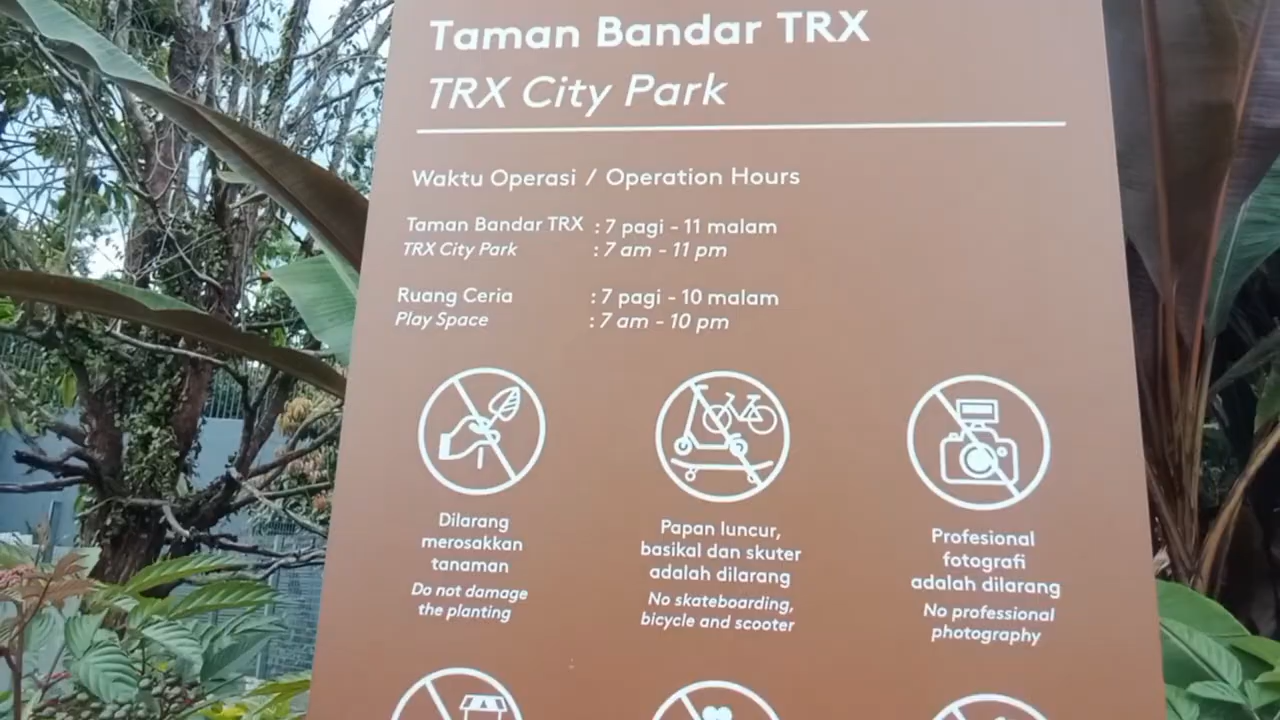 Taman Bandar TRX
TRX City Park
Waktu Operasi / Operation Hours
Taman Bandar TRX : 7 pagi - 11 malam
TRX City Park : 7 am - 11 pm
Ruang Ceria : 7 pagi - 10 malam
Play Space : 7 am - 10 pm
Dilarang
merosakkan
tanaman
Do not damage
the planting
Papan luncur,
basikal dan skuter
adalah dilarang
No skateboarding,
bicycle and scooter
Profesional
fotografi
adalah dilarang
No professional
photography